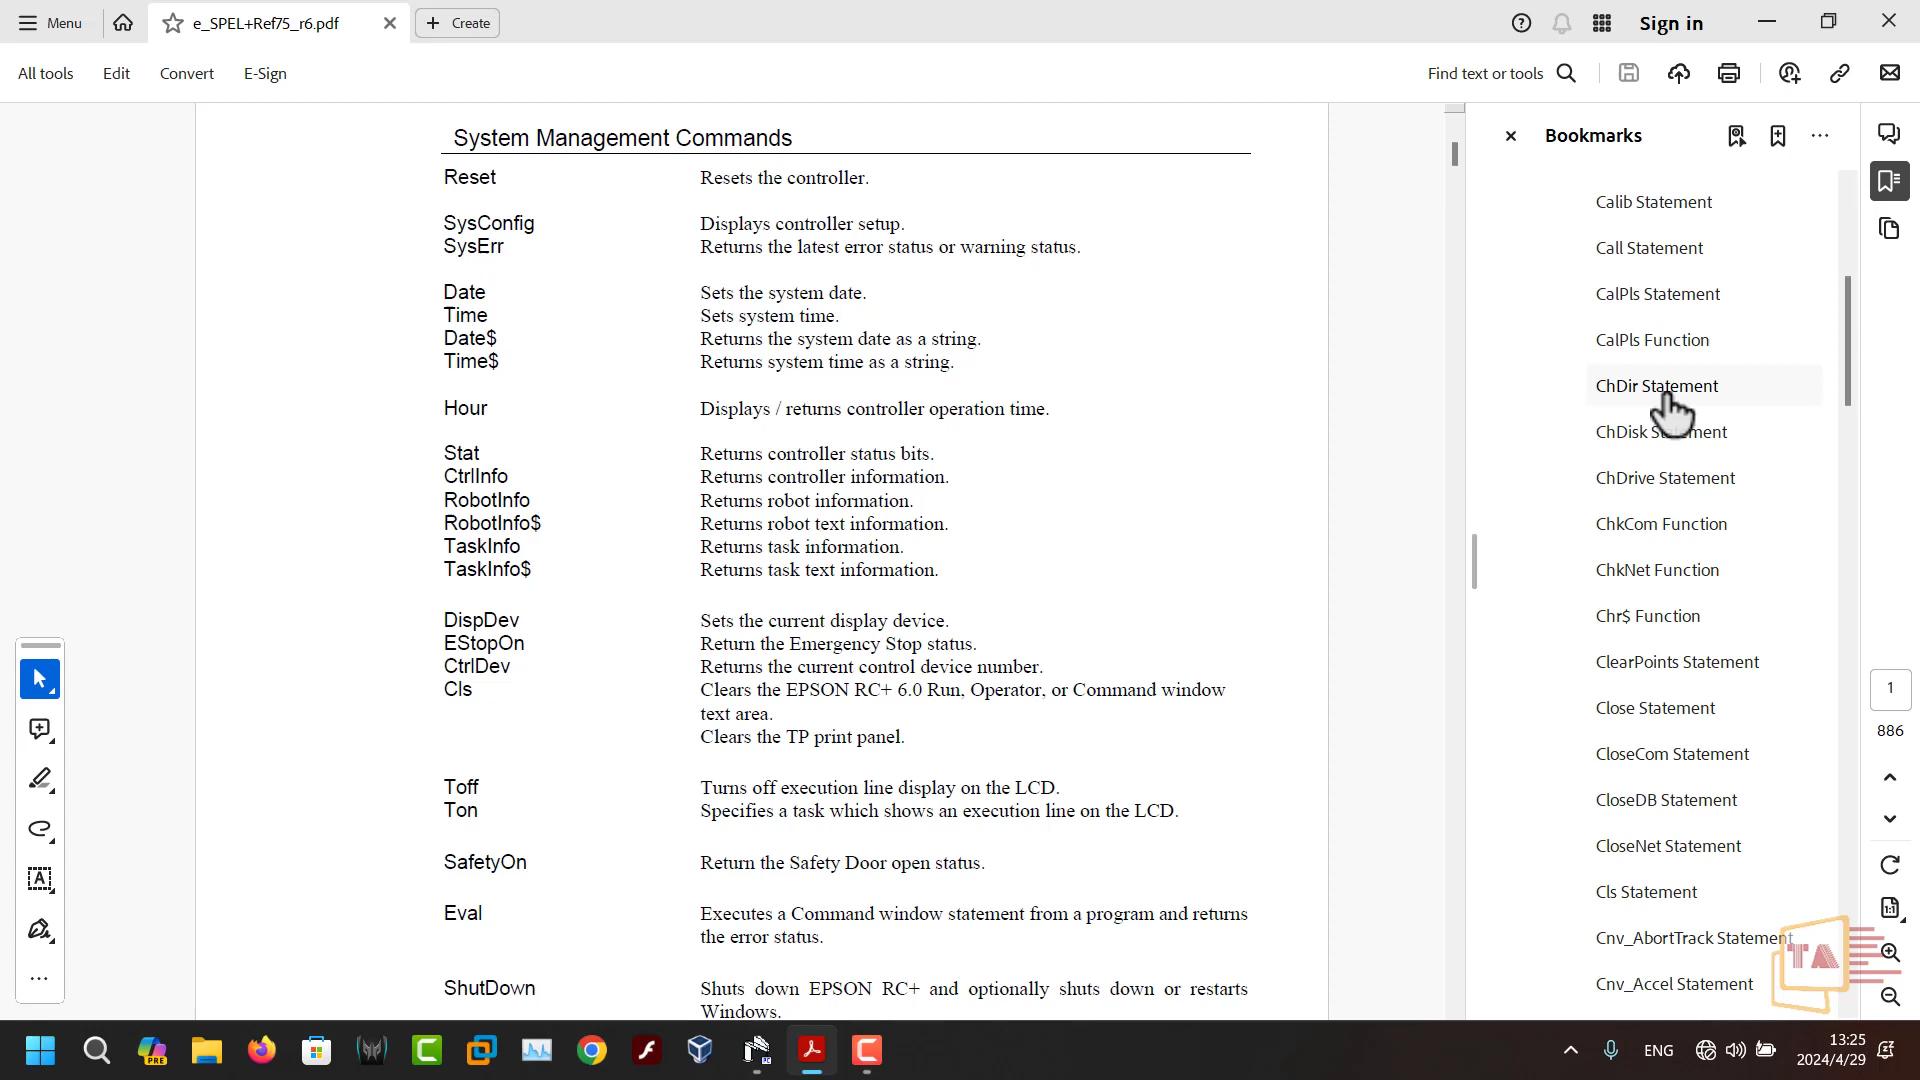 Menu
e_SPEL+Ref75_r6.pdf
Create
Sign in
All tools
Edit
Convert
E-Sign
Find text or tools
System Management Commands
Reset Resets the controller.
SysConfig Displays controller setup.
SysErr Returns the latest error status or warning status.
Date Sets the system date.
Time Sets system time.
Date$ Returns the system date as a string.
Time$ Returns system time as a string.
Hour Displays / returns controller operation time.
Stat Returns controller status bits.
CtrlInfo Returns controller information.
RobotInfo Returns robot information.
RobotInfo$ Returns robot text information.
TaskInfo Returns task information.
TaskInfo$ Returns task text information.
DispDev Sets the current display device.
EStopOn Return the Emergency Stop status.
CtrlDev Returns the current control device number.
Cls Clears the EPSON RC+ 6.0 Run, Operator, or Command window
text area.
Clears the TP print panel.
Toff Turns off execution line display on the LCD.
Ton Specifies a task which shows an execution line on the LCD.
SafetyOn Return the Safety Door open status.
Eval Executes a Command window statement from a program and returns
the error status.
ShutDown Shuts down EPSON RC+ and optionally shuts down or restarts
Windows.
Bookmarks
Calib Statement
Call Statement
CalPls Statement
CalPls Function
ChDir Statement
ChDisk Statement
ChDrive Statement
ChkCom Function
ChkNet Function
Chr$ Function
ClearPoints Statement
Close Statement
CloseCom Statement
CloseDB Statement
CloseNet Statement
Cls Statement
Cnv_AbortTrack Statement
Cnv_Accel Statement
1
886
1:1
TA
PRE
PC
ENG
13:25
2024/4/29